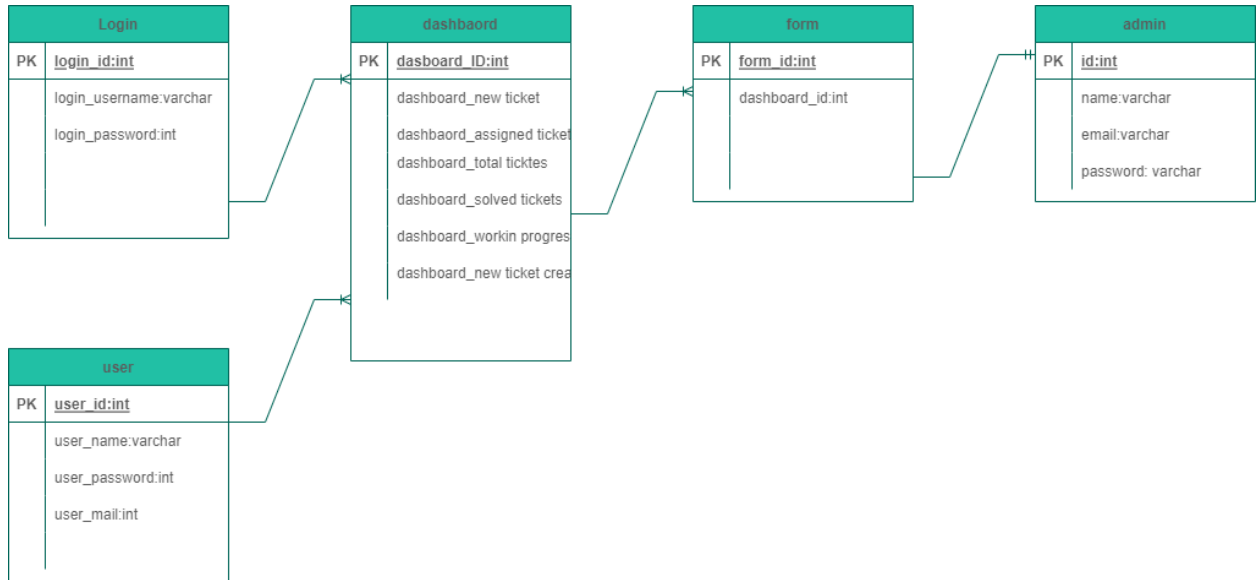 Login
PK login_id:int
login_username:varchar
login_password:int
dashbaord
PK dasboard_ID:int
dashboard_new ticket
dashbaord_assigned ticket
dashboard_total ticktes
dashboard_solved tickets
dashboard_workin progres
dashboard_new ticket crea
form
PK form_id:int
dashboard_id:int
admin
PK id:int
name:varchar
email:varchar
password: varchar
user
PK user_id:int
user_name:varchar
user_password:int
user_mail:int